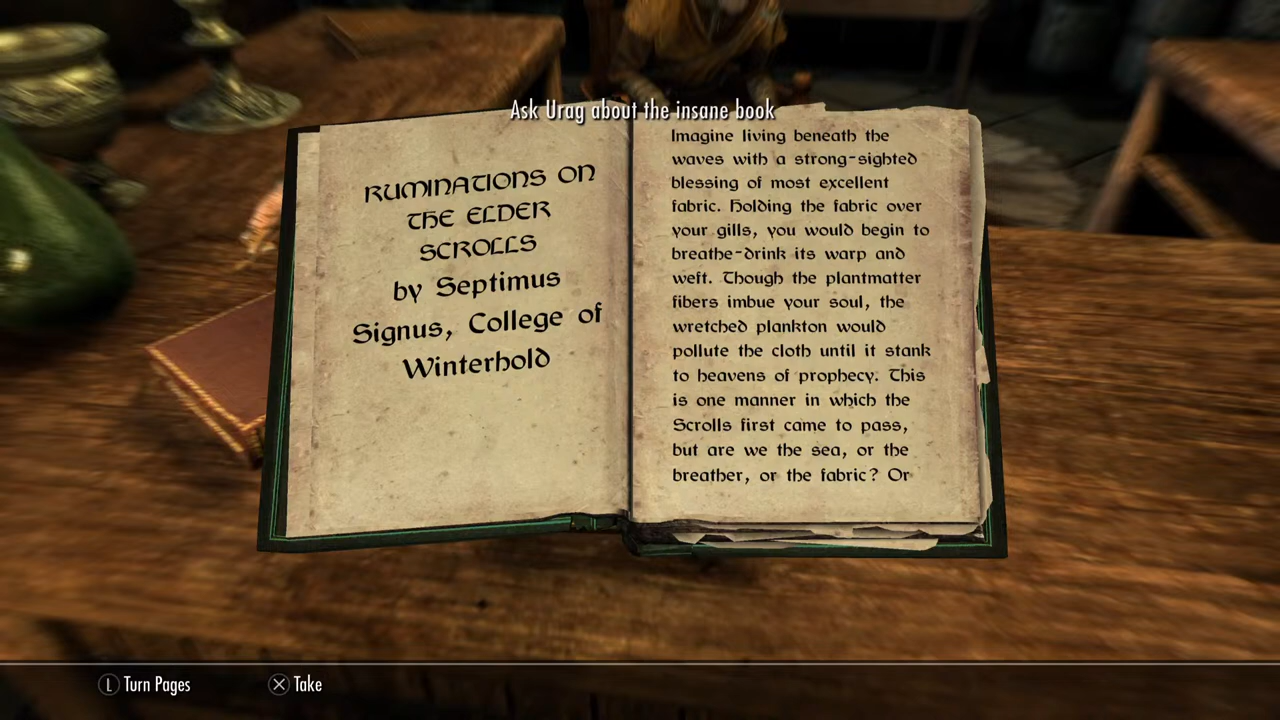 Ask Urag about the insane book
RUMINATIONS ON
THE ELDER
SCROLLS
by Septimus
Signus, College of
Winterhold
Imagine living beneath the
waves with a strong-sighted
blessing of most excellent
fabric. Holding the fabric over
your gills, you would begin to
breathe-drink its warp and
weft. Though the plantmatter
fibers imbue your soul, the
wretched plankton would
pollute the cloth until it stank
to heavens of prophecy. This
is one manner in which the
Scrolls first came to pass,
but are we the sea, or the
breather, or the fabric? Or
L Turn Pages
X Take